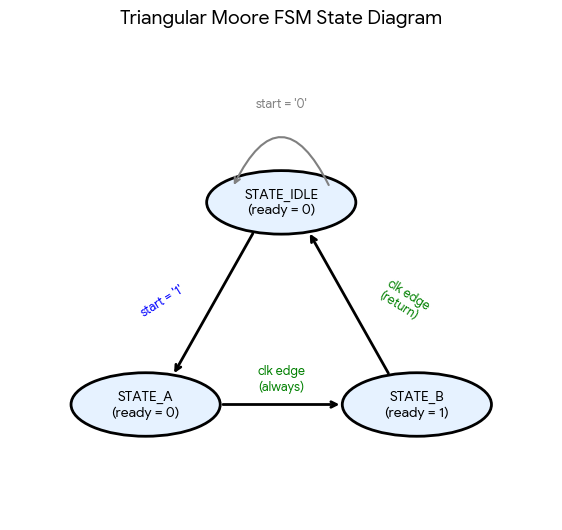 Triangular Moore FSM State Diagram
start = '0'
STATE_IDLE
(ready = 0)
start = '1'
clk edge
(return)
clk edge
(always)
STATE_A
(ready = 0)
STATE_B
(ready = 1)